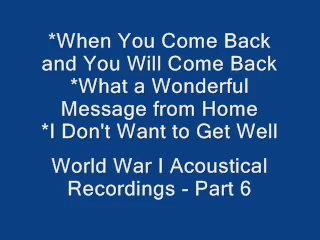 *When You Come Back
and You Will Come Back
*What a Wonderful
Message from Home
*I Don't Want to Get Well
World War I Acoustical
Recordings - Part 6